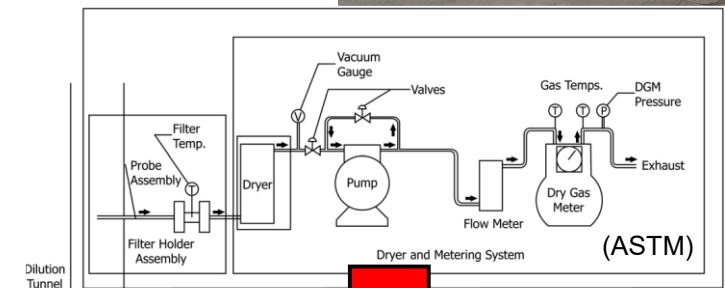 Vacuum
Gauge
Valves
Gas Temps.
DGM
Pressure
V
T
T
P
Filter
Temp.
Probe
Assembly
T
Dryer
Pump
Exhaust
Dry Gas
Meter
Flow Meter
Filter Holder
Assembly
Dryer and Metering System
(ASTM)
Dilution
Tunnel